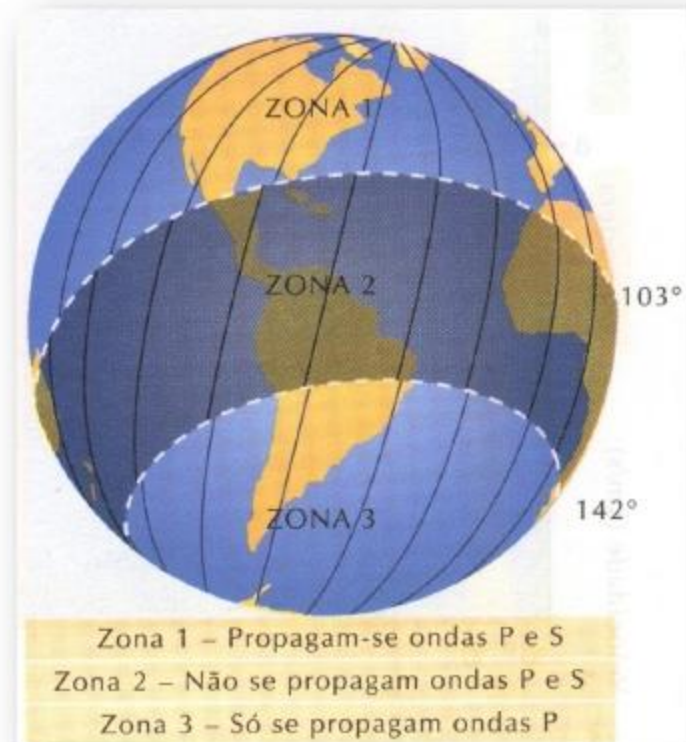 ZONA 1
ZONA 2
103°
142°
ZONA 3
Zona 1 – Propagam-se ondas P e S
Zona 2 – Não se propagam ondas P e S
Zona 3 – Só se propagam ondas P